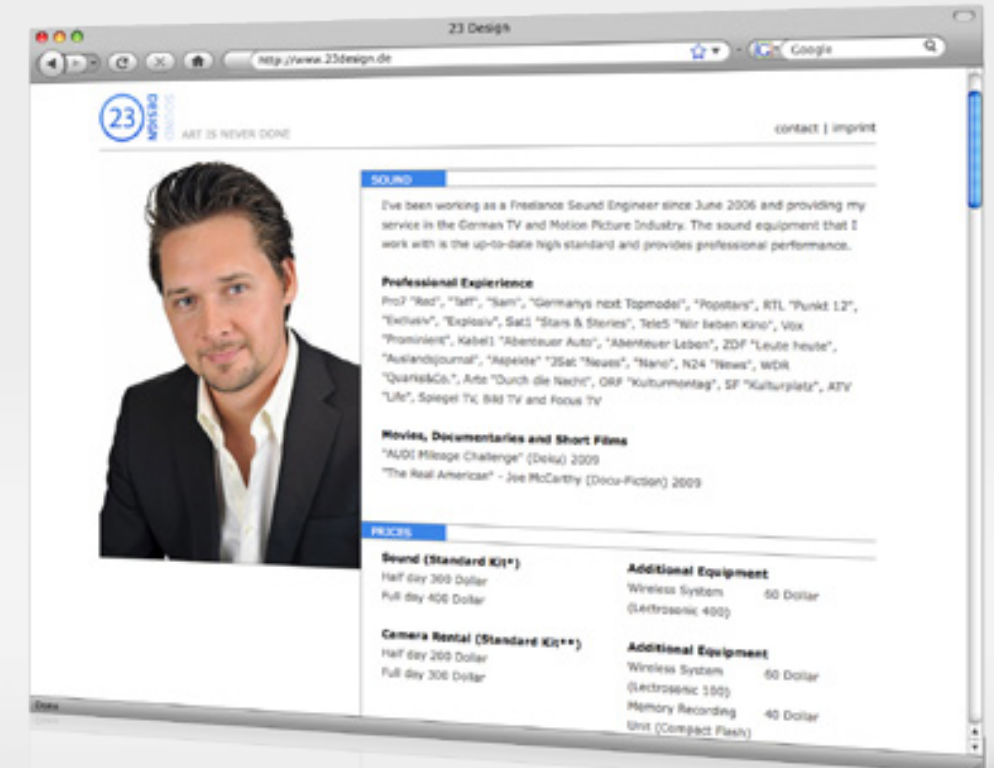 23 Design
http://www.23design.de
Google
23
DESIGN
SOUND
ART IS NEVER DONE
contact | imprint
SOUND
I've been working as a Freelance Sound Engineer since June 2006 and providing my
service in the German TV and Motion Picture Industry. The sound equipment that I
work with is the up-to-date high standard and provides professional performance.
Professional Expierience
Pro7 "Red", "Taff", "Sam", "Germanys next Topmodel", "Popstars", RTL "Punkt 12",
"Exclusiv", "Explosiv", Sat1 "Stars & Stories", Tele5 "Wir lieben Kino", Vox
"Prominent", Kabel1 "Abenteuer Auto", "Abenteuer Leben", ZDF "Leute heute",
"Auslandsjournal", "Aspekte" "3Sat "Neues", "Nano", N24 "News", WDR
"Quarks&Co.", Arte "Durch die Nacht", ORF "Kulturmontag", SF "Kulturplatz", ATV
"Life", Spiegel TV, Bild TV and Focus TV
Movies, Documentaries and Short Films
"AUDI Mileage Challenge" (Doku) 2009
"The Real American" - Joe McCarthy (Docu-Fiction) 2009
PRICES
Sound (Standard Kit*)
Half day 300 Dollar
Full day 400 Dollar
Camera Rental (Standard Kit**)
Half day 200 Dollar
Full day 300 Dollar
Additional Equipment
Wireless System 60 Dollar
(Lectrosonic 400)
Additional Equipment
Wireless System 60 Dollar
(Lectrosonic 100)
Memory Recording 40 Dollar
Unit (Compact Flash)
Done